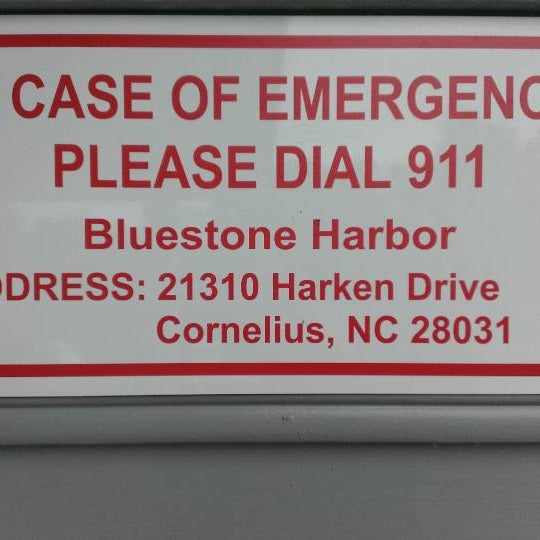 CASE OF EMERGENC
PLEASE DIAL 911
Bluestone Harbor
DDRESS: 21310 Harken Drive
Cornelius, NC 28031